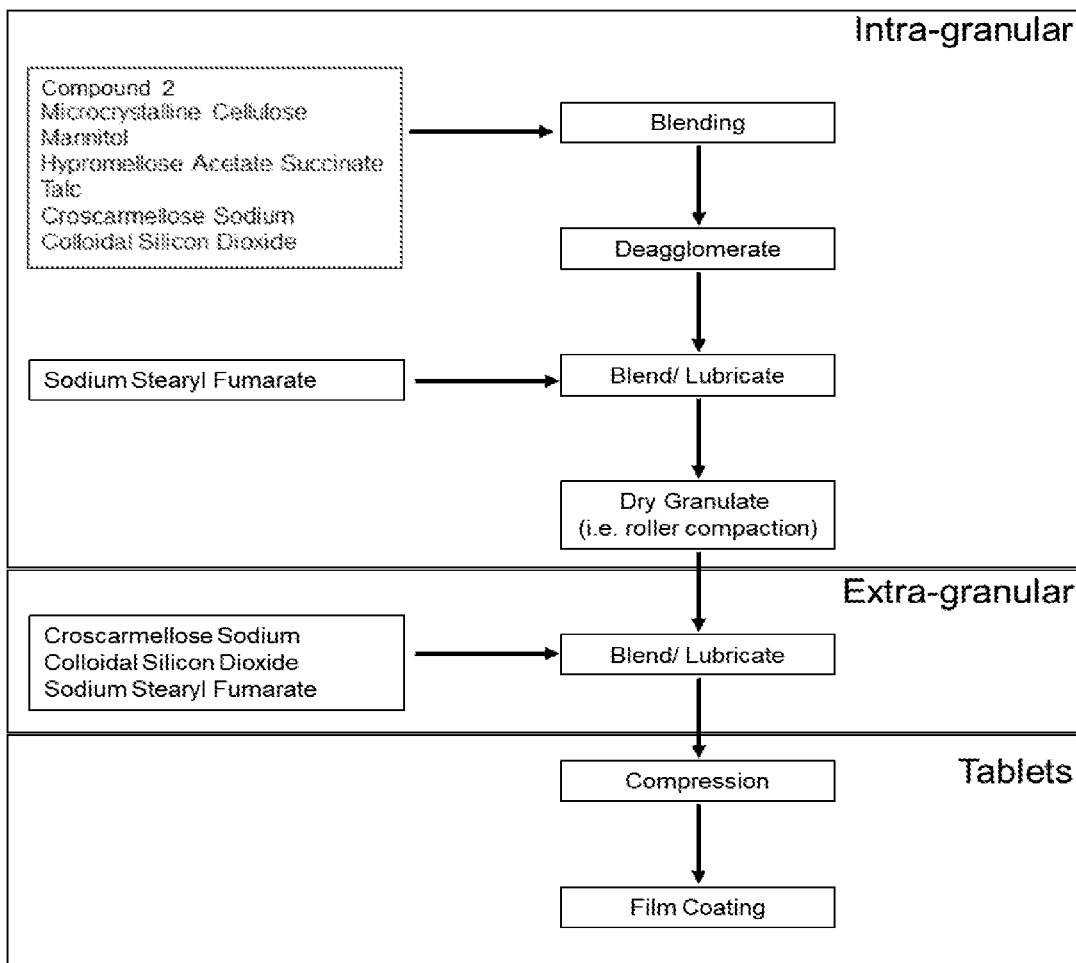 Intra-granular
Compound 2
Microcrystalline Cellulose
Mannitol
Hypromellose Acetate Succinate
Talc
Croscarmellose Sodium
Colloidal Silicon Dioxide
Blending
Deagglomerate
Sodium Stearyl Fumarate
Blend/ Lubricate
Dry Granulate
(i.e. roller compaction)
Extra-granular
Croscarmellose Sodium
Colloidal Silicon Dioxide
Sodium Stearyl Fumarate
Blend/ Lubricate
Tablets
Compression
Film Coating